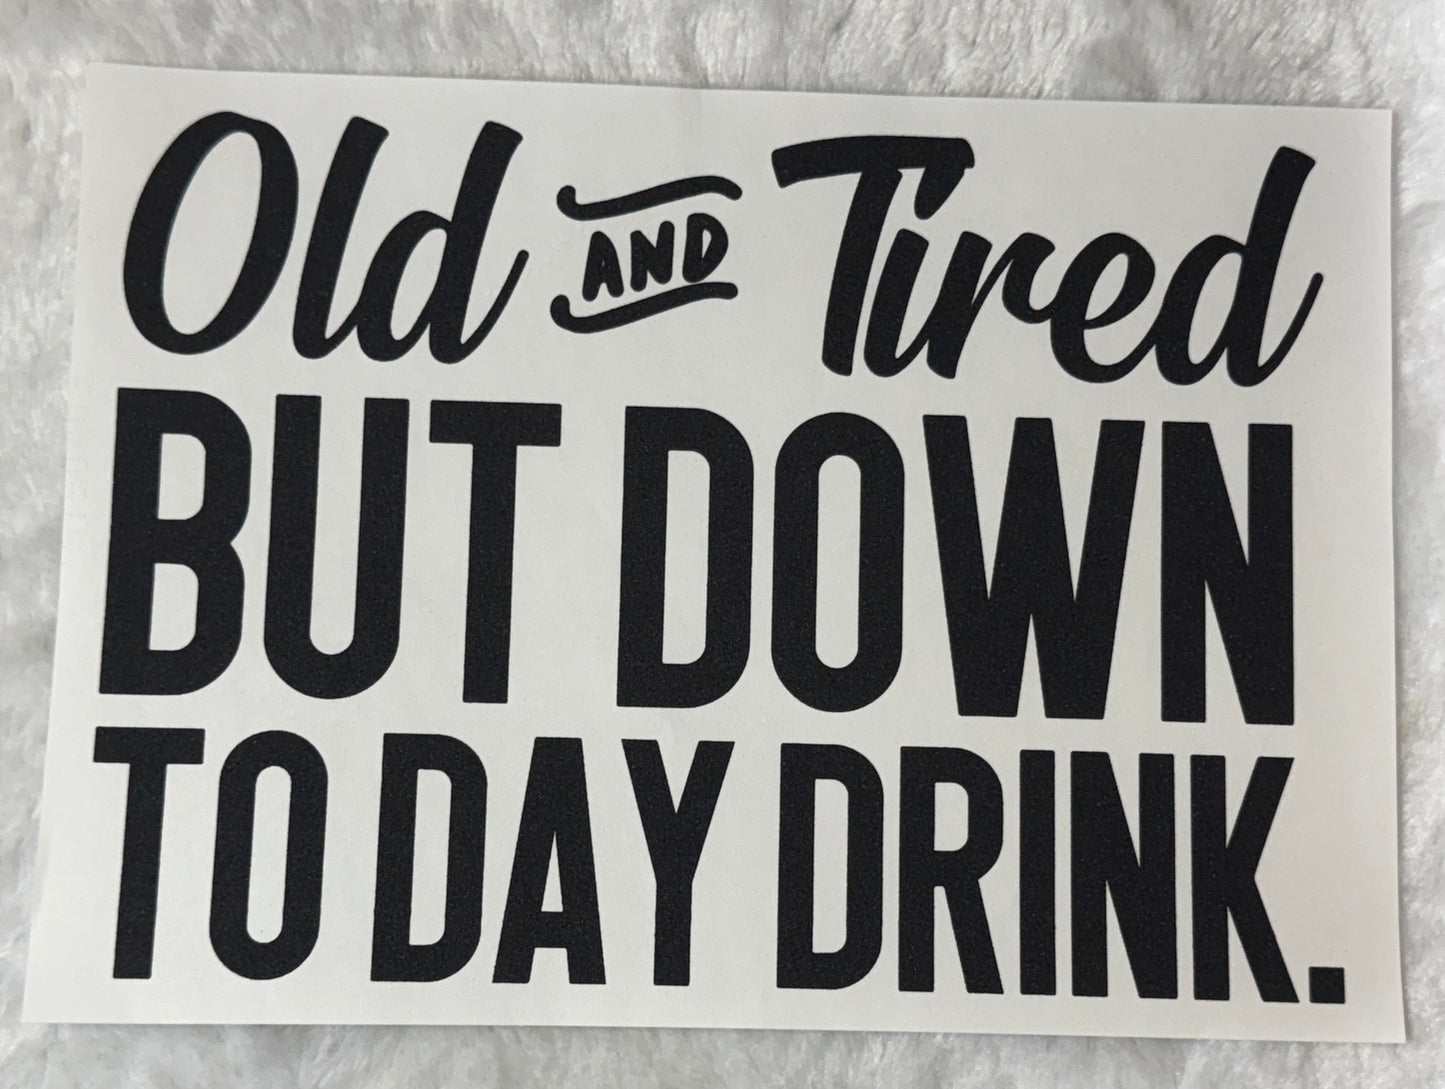 Old AND Tired
BUT DOWN
TO DAY DRINK.